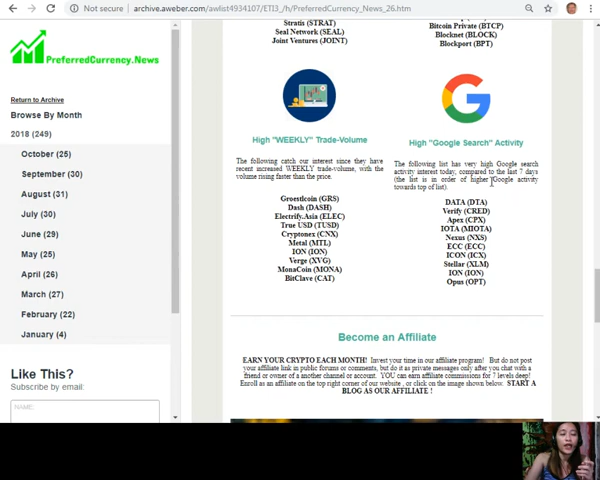 Not secure | archive.aweber.com/awlist4934107/ETI3_/h/PreferredCurrency_News_26.htm
PreferredCurrency.News
Return to Archive
Browse By Month
2018 (249)
October (25)
September (30)
August (31)
July (30)
June (29)
May (25)
April (26)
March (27)
February (22)
January (4)
Like This?
Subscribe by email:
NAME:
Stratis (STRAT)
Seal Network (SEAL)
Joint Ventures (JOINT)
Bitcoin Private (BTCP)
Blocknet (BLOCK)
Blockport (BPT)
High "WEEKLY" Trade-Volume
The following catch our interest since they have
recent increased WEEKLY trade-volume, with the
volume rising faster than the price.
Groestlcoin (GRS)
Dash (DASH)
Electrify.Asia (ELEC)
True USD (TUSD)
Cryptonex (CNX)
Metal (MTL)
ION (ION)
Verge (XVG)
MonaCoin (MONA)
BitClave (CAT)
High "Google Search" Activity
The following list has very high Google search
activity interest today, compared to the last 7 days
(the list is in order of higher Google activity
towards top of list).
DATA (DTA)
Verify (CRED)
Apex (CPX)
IOTA (MIOTA)
Nexus (NXS)
ECC (ECC)
ICON (ICX)
Stellar (XLM)
ION (ION)
Opus (OPT)
Become an Affiliate
EARN YOUR CRYPTO EACH MONTH! Invest your time in our affiliate program! But do not post
your affiliate link in public forums or comments, but do it as private messages only after you chat with a
friend or owner of a another channel or account. YOU can earn affiliate commissions for 7 levels deep!
Enroll as an affiliate on the top right corner of our website , or click on the image shown below. START A
BLOG AS OUR AFFILIATE !